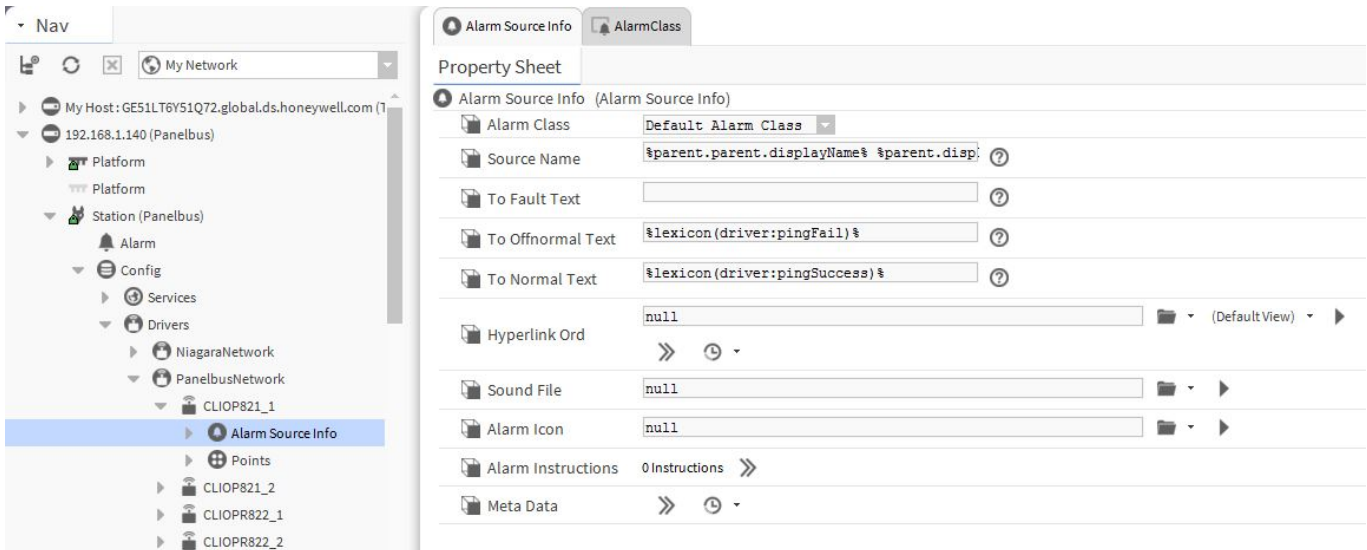 Nav
My Network
My Host : GE51LT6Y51Q72.global.ds.honeywell.com (T
192.168.1.140 (Panelbus)
Platform
Platform
Station (Panelbus)
Alarm
Config
Services
Drivers
NiagaraNetwork
PanelbusNetwork
CLIOP821_1
Alarm Source Info
Points
CLIOP821_2
CLIOPR822_1
CLIOPR822_2
Alarm Source Info AlarmClass
Property Sheet
Alarm Source Info (Alarm Source Info)
Alarm Class Default Alarm Class
Source Name %parent.parent.displayName% %parent.disp
To Fault Text
To Offnormal Text %lexicon(driver:pingFail)%
To Normal Text %lexicon(driver:pingSuccess)%
Hyperlink Ord null (Default View)
Sound File null
Alarm Icon null
Alarm Instructions 0 Instructions
Meta Data